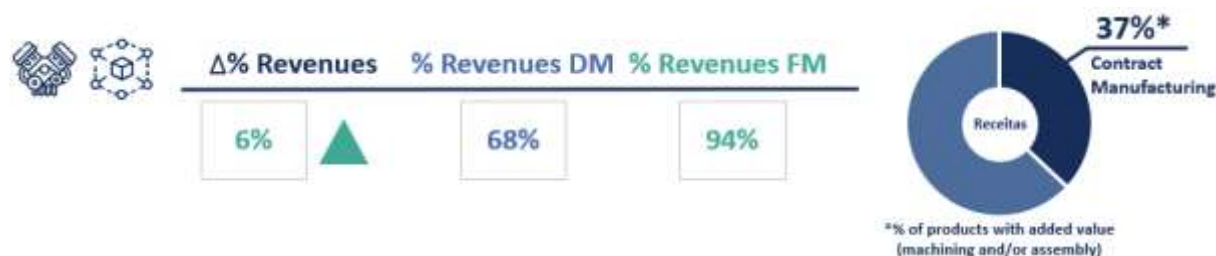 Δ% Revenues % Revenues DM % Revenues FM
6% 68% 94%
37%*
Contract
Manufacturing
Receitas
*% of products with added value
(machining and/or assembly)